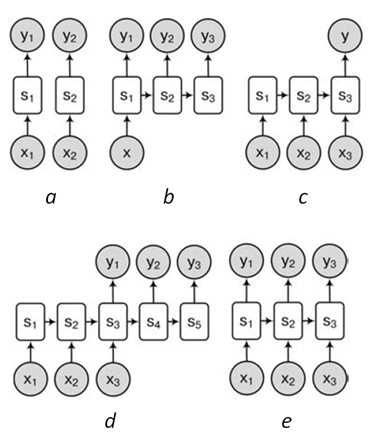 y1 y2 y1 y2 y3 y
s1 s2 s1 s2 s3 s1 s2 s3
x1 x2 x x1 x2 x3
a b c
y1 y2 y3 y1 y2 y3
s1 s2 s3 s4 s5 s1 s2 s3
x1 x2 x3 x1 x2 x3
d e